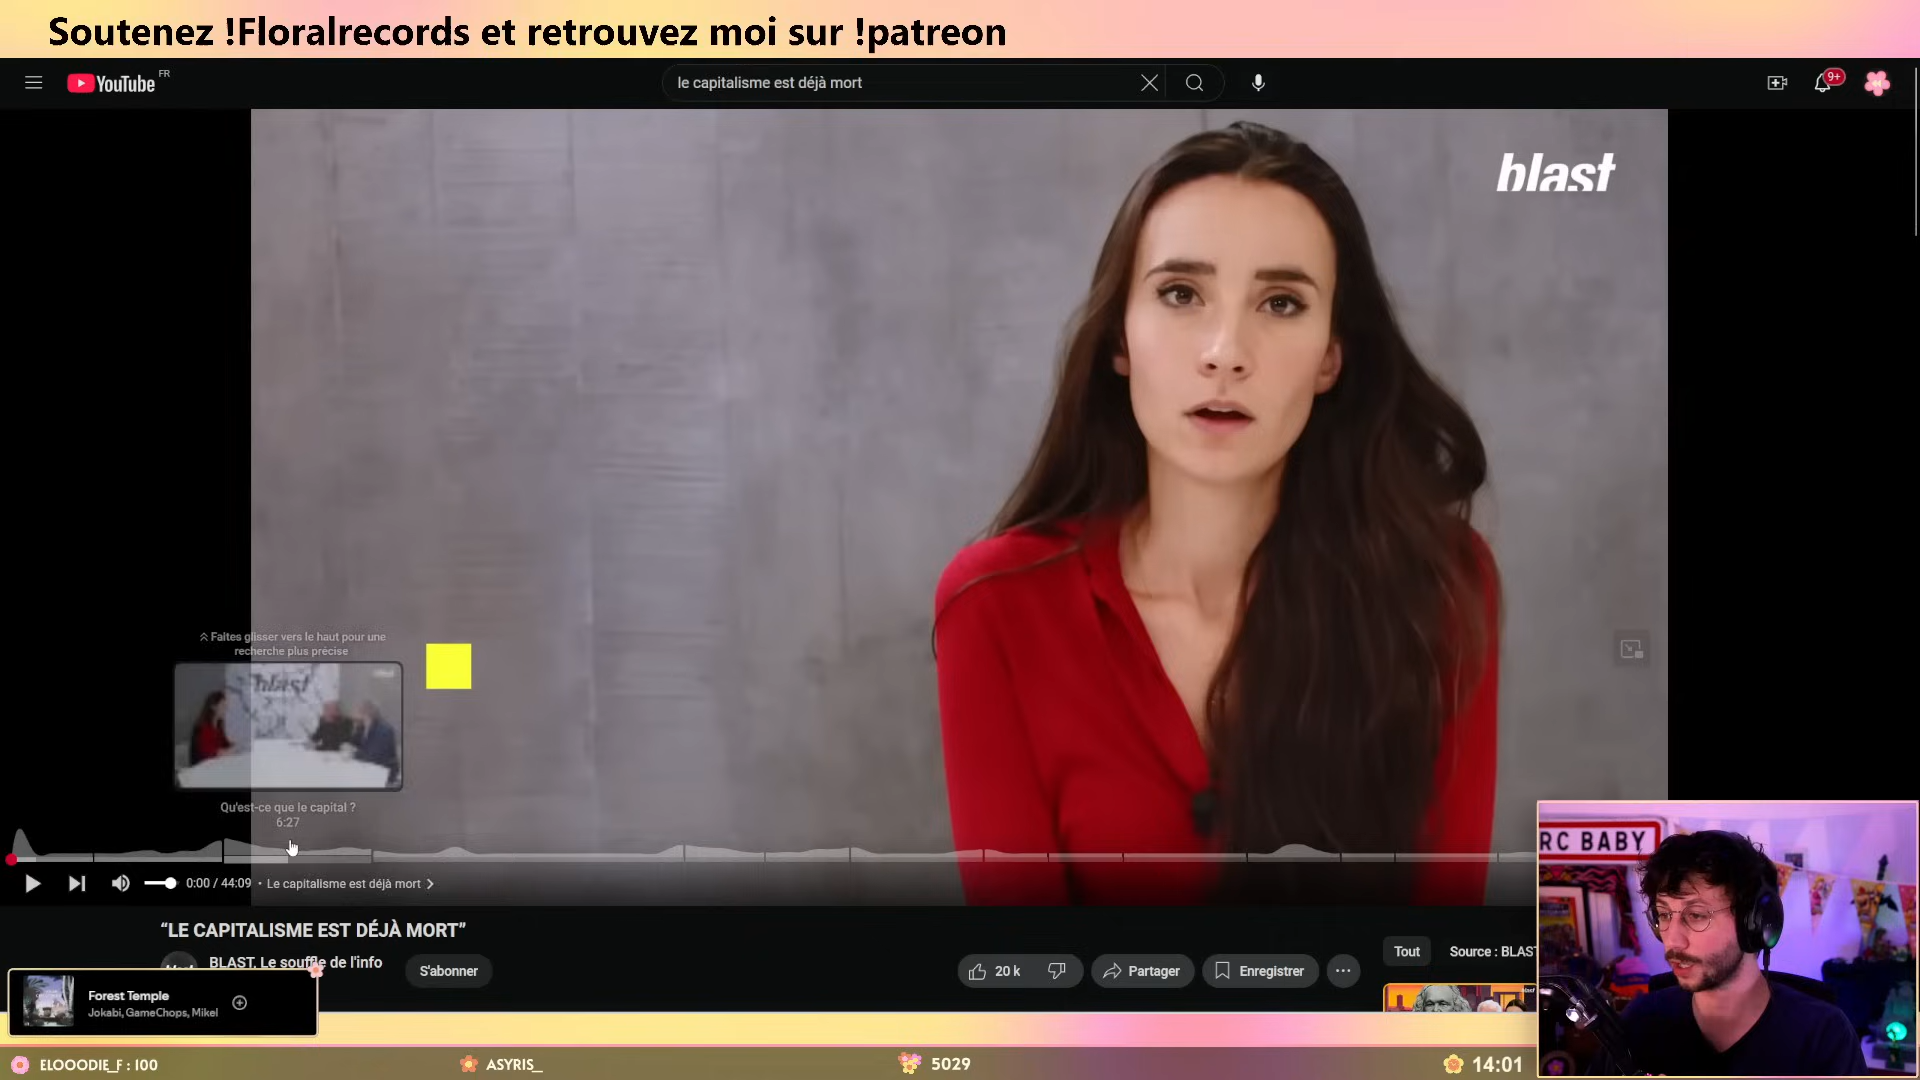 Soutenez !Floralrecords et retrouvez moi sur !patreon
YouTube FR
le capitalisme est déjà mort
9+
blast
Faites glisser vers le haut pour une
recherche plus précise
blast
Qu'est-ce que le capital ?
6:27
0:00 / 44:09 • Le capitalisme est déjà mort
“LE CAPITALISME EST DÉJÀ MORT”
BLAST, Le souffle de l'info
S'abonner
20 k
Partager
Enregistrer
Tout
Source : BLAST
RC BABY
Forest Temple
Jokabi, GameChops, Mikel
ELOOODIE_F : 100
ASYRIS_
5029
14:01